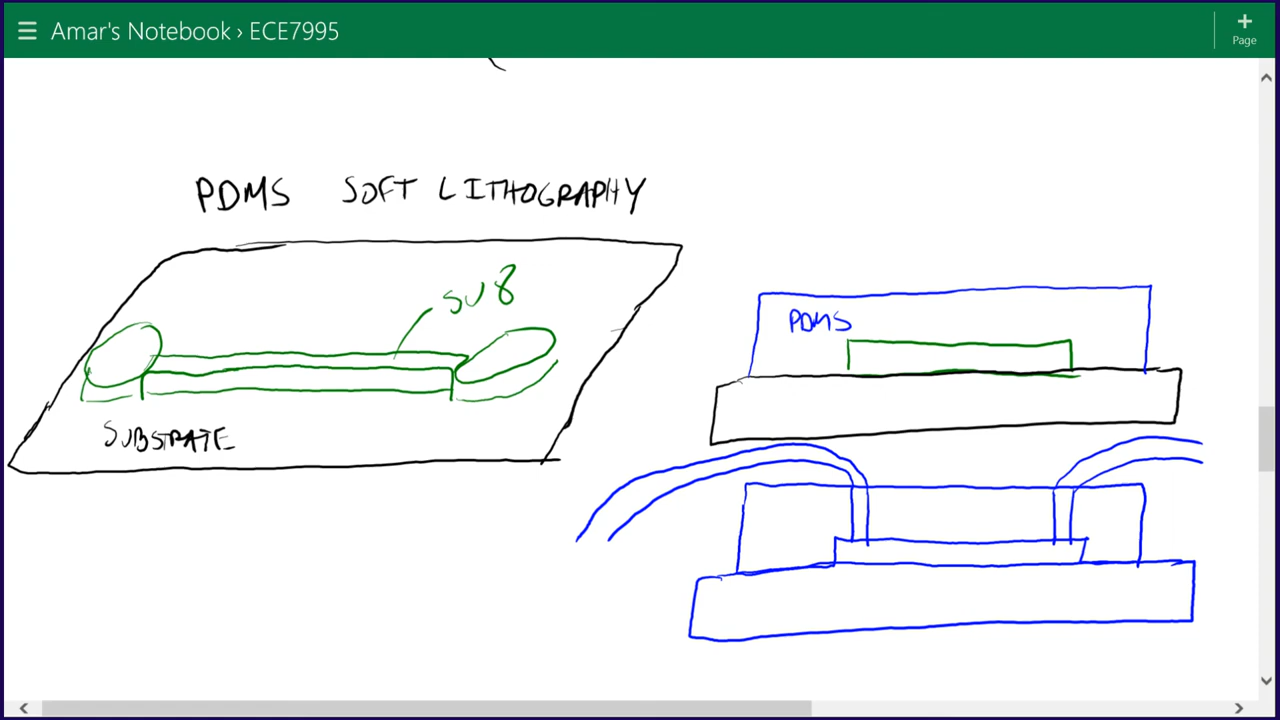 Amar's Notebook › ECE7995
Page
PDMS SOFT LITHOGRAPHY
SU8
PDMS
SUBSTRATE